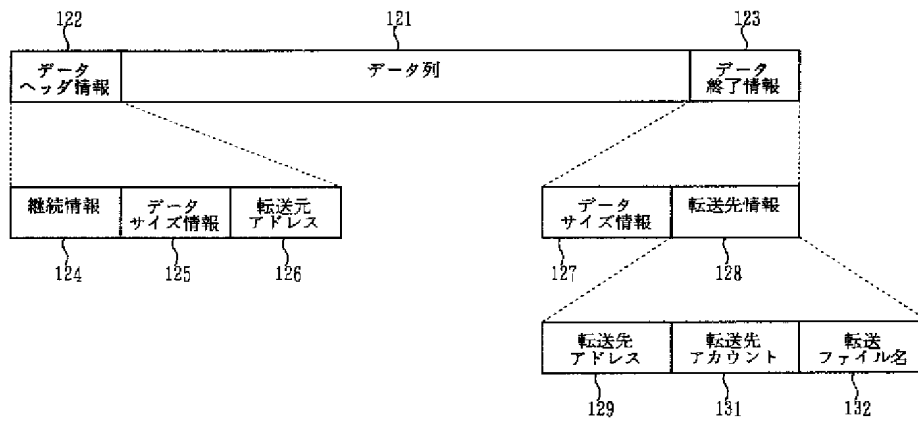 122
121
123
データ
ヘッダ情報
データ列
データ
終了情報
継続情報
データ
サイズ情報
転送元
アドレス
データ
サイズ情報
転送先情報
124
125
126
127
128
転送先
アドレス
転送先
アカウント
転送
ファイル名
129
131
132